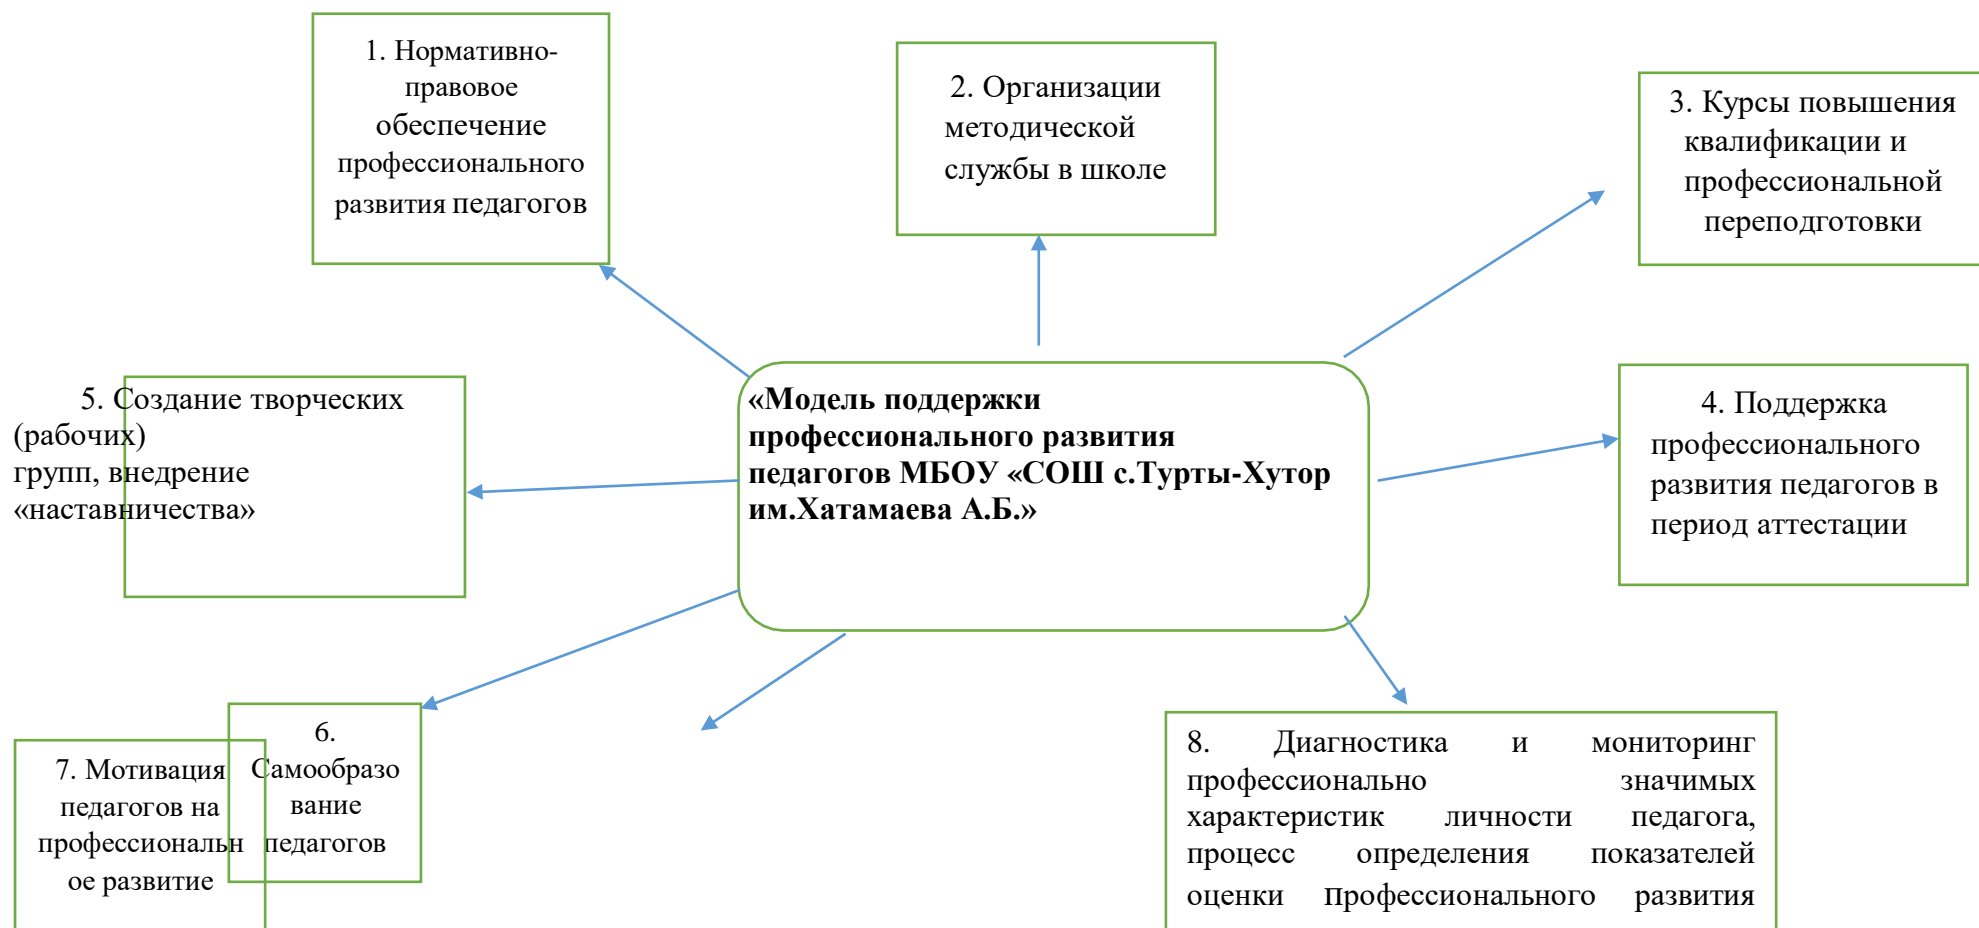 1. Нормативно-
правовое
обеспечение
профессионального
развития педагогов
2. Организации
методической
службы в школе
3. Курсы повышения
квалификации и
профессиональной
переподготовки
«Модель поддержки
профессионального развития
педагогов МБОУ «СОШ с.Турты-Хутор
им.Хатамаева А.Б.»
4. Поддержка
профессионального
развития педагогов в
период аттестации
5. Создание творческих
(рабочих)
групп, внедрение
«наставничества»
6.
Самообразо
вание
педагогов
7. Мотивация
педагогов на
профессиональн
ое развитие
8. Диагностика и мониторинг
профессионально значимых
характеристик личности педагога,
процесс определения показателей
оценки профессионального развития